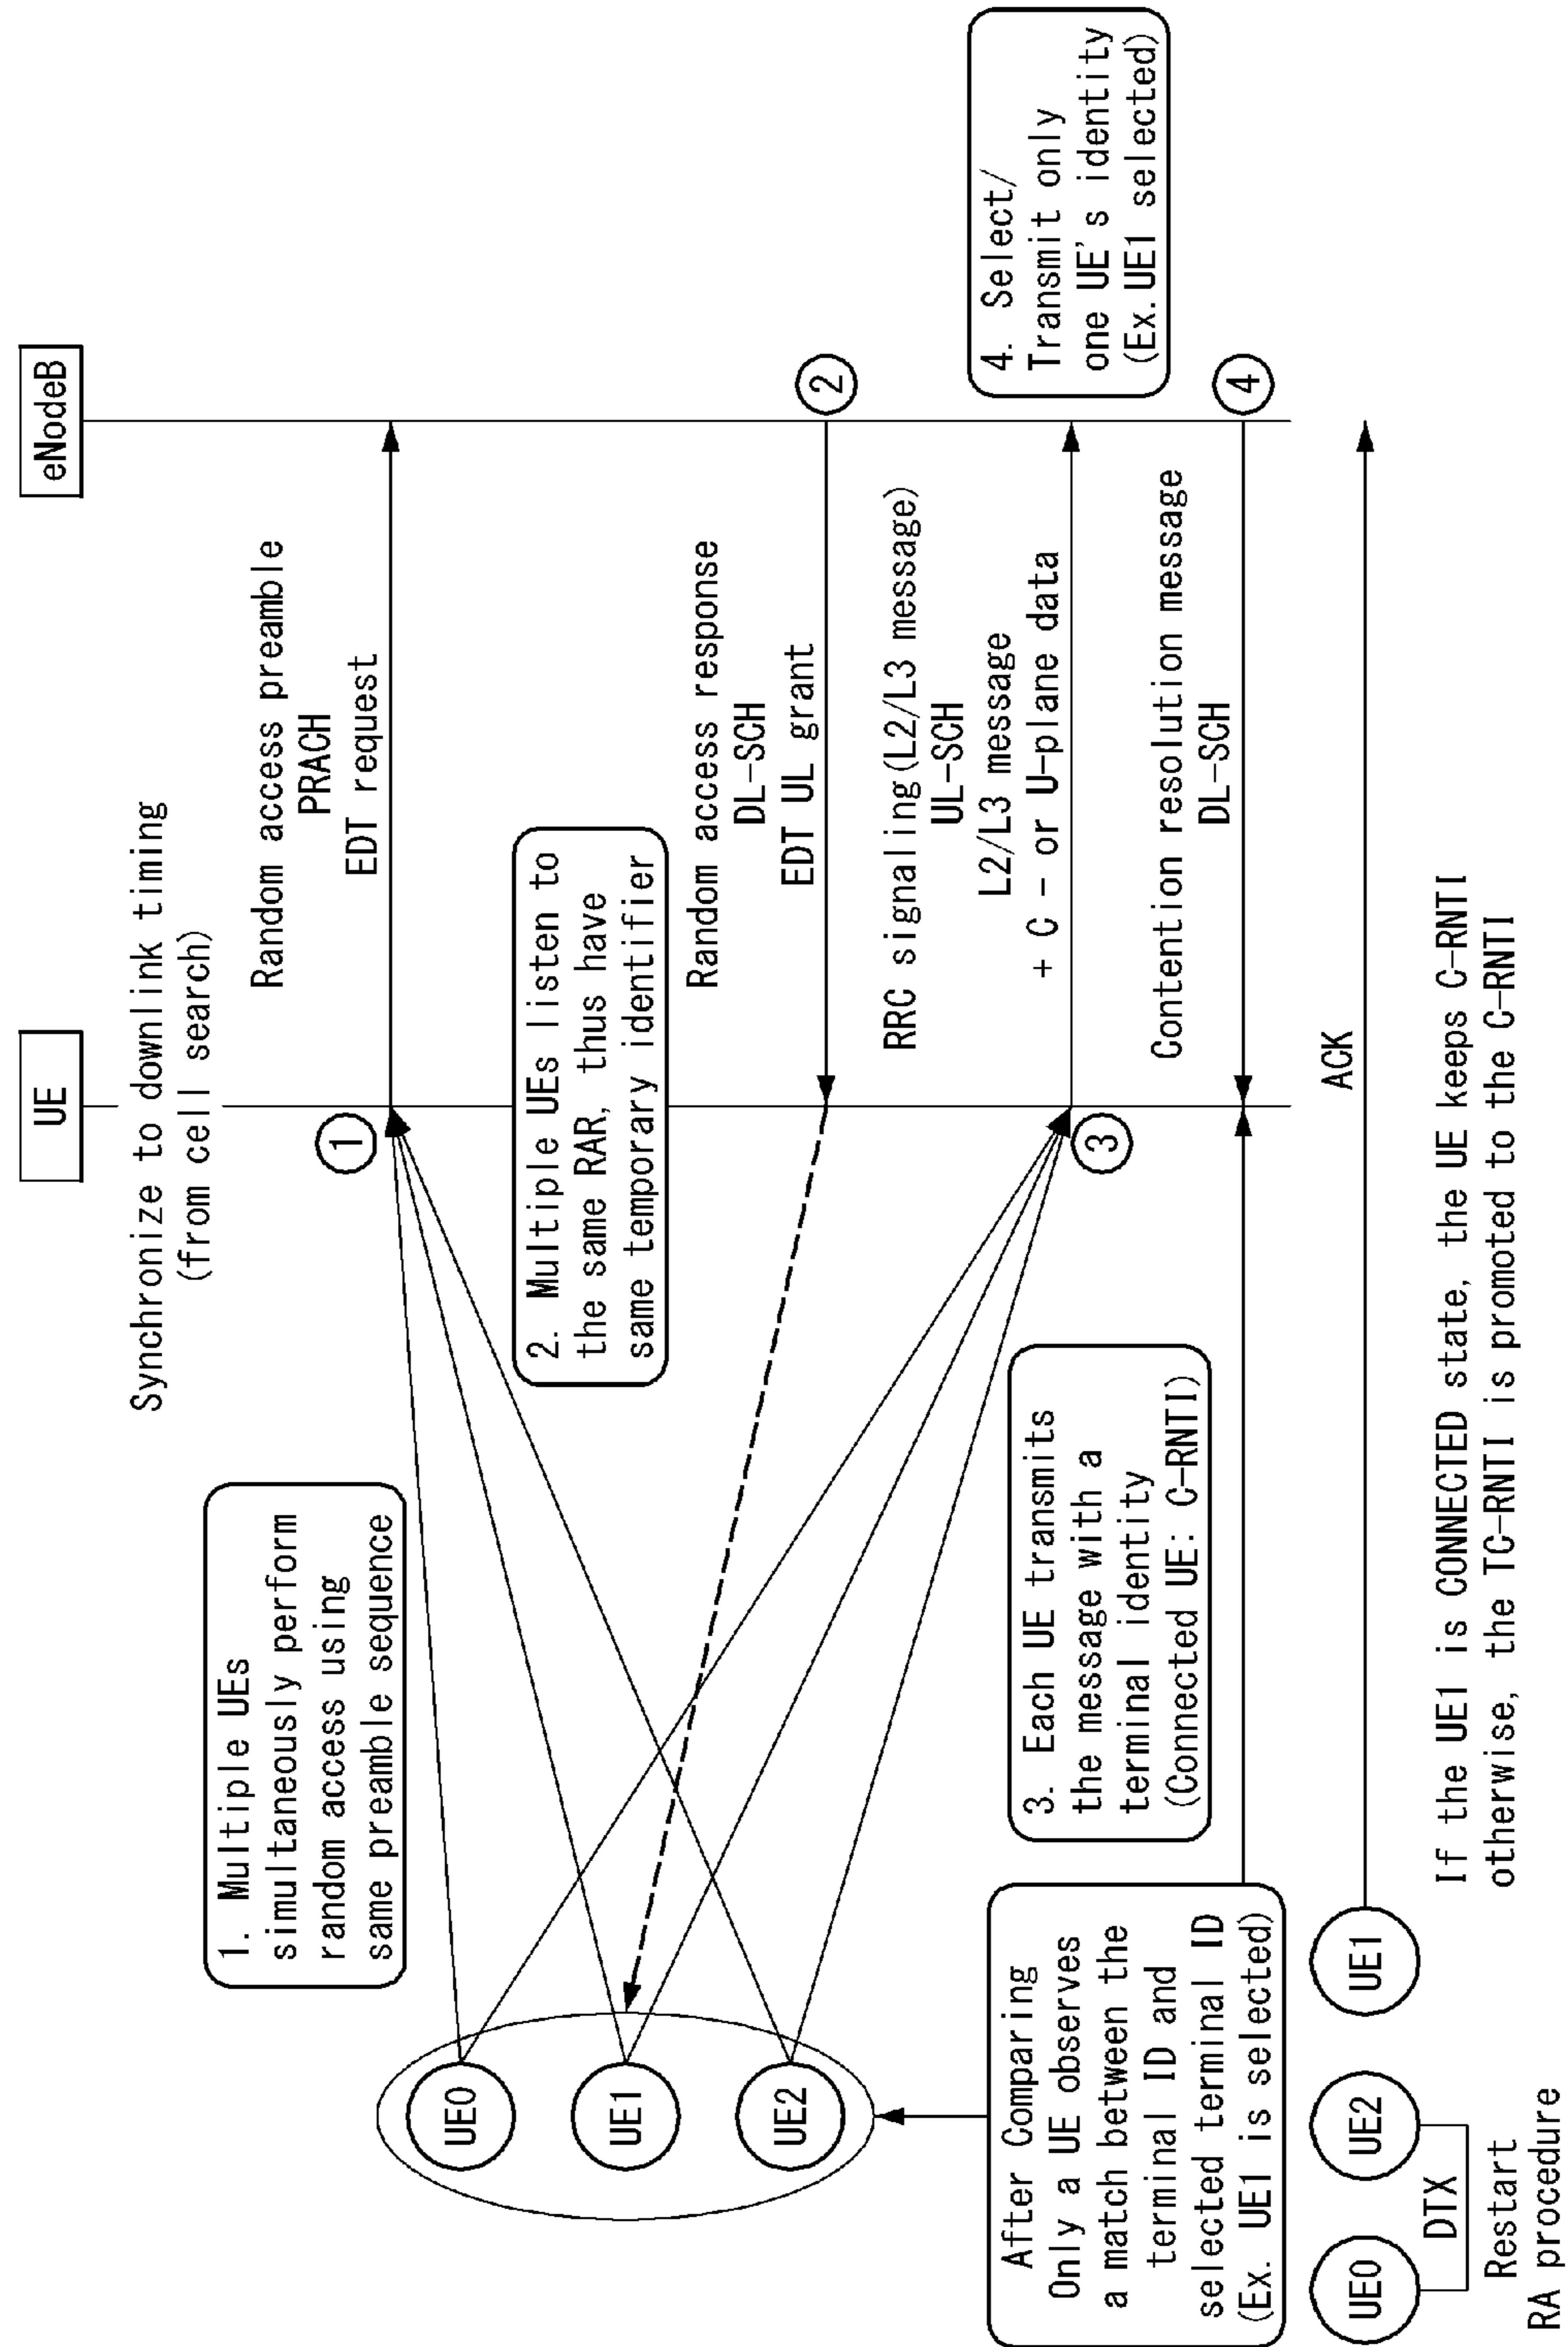 UE
eNodeB
Synchronize to downlink timing
(from cell search)
1. Multiple UEs
simultaneously perform
random access using
same preamble sequence
1
Random access preamble
PRACH
EDT request
UE0
UE1
UE2
2. Multiple UEs listen to
the same RAR, thus have
same temporary identifier
Random access response
DL-SCH
EDT UL grant
2
RRC signaling(L2/L3 message)
UL-SCH
L2/L3 message
+ C - or U-plane data
3
3. Each UE transmits
the message with a
terminal identity
(Connected UE: C-RNTI)
4. Select/
Transmit only
one UE's identity
(Ex. UE1 selected)
Contention resolution message
DL-SCH
4
After Comparing
Only a UE observes
a match between the
terminal ID and
selected terminal ID
(Ex. UE1 is selected)
UE0
UE2
UE1
ACK
DTX
Restart
RA procedure
If the UE1 is CONNECTED state, the UE keeps C-RNTI
otherwise, the TC-RNTI is promoted to the C-RNTI